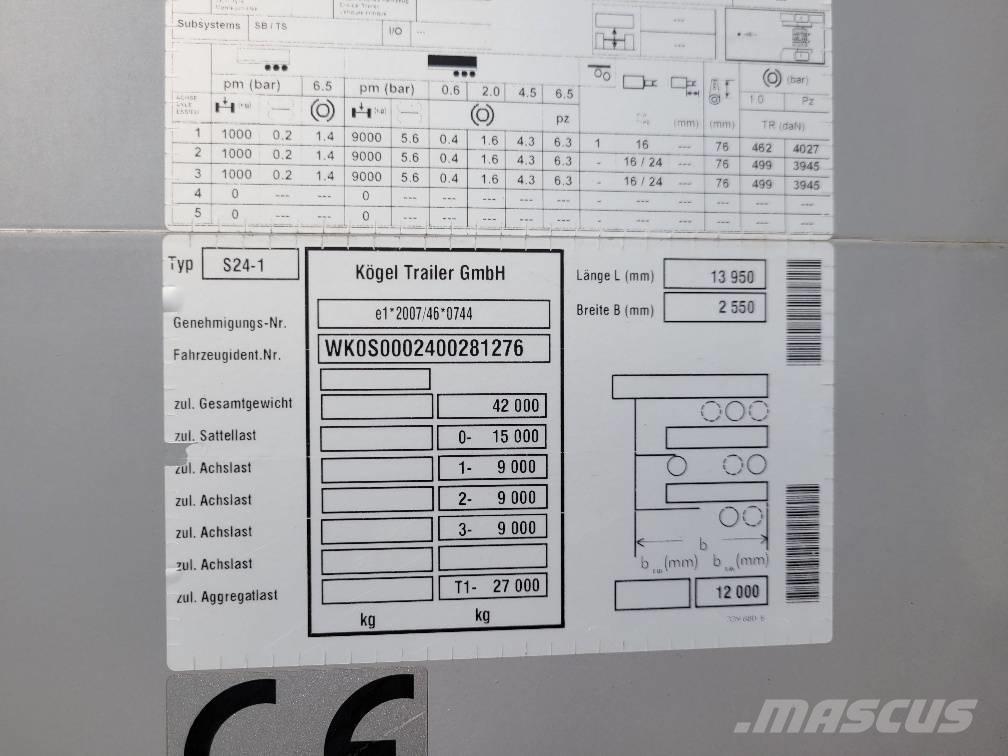 Subsystems SB / TS I/O ---
---
---
pm (bar) 6.5 pm (bar) 0.6 2.0 4.5 6.5 (bar)
pz (mm) (mm) 1.0 Pz
TR (daN)
1 1000 0.2 1.4 9000 5.6 0.4 1.6 4.3 6.3 1 16 --- 76 462 4027
2 1000 0.2 1.4 9000 5.6 0.4 1.6 4.3 6.3 - 16 / 24 --- 76 499 3945
3 1000 0.2 1.4 9000 5.6 0.4 1.6 4.3 6.3 - 16 / 24 --- 76 499 3945
4 0 --- --- 0 --- --- --- --- --- - --- --- --- --- ---
5 0 --- --- 0 --- --- --- --- --- - --- --- --- --- ---
Typ S24-1
Kögel Trailer GmbH
Länge L (mm) 13 950
Breite B (mm) 2 550
Genehmigungs-Nr. e1*2007/46*0744
Fahrzeugident.Nr. WK0S0002400281276
zul. Gesamtgewicht 42 000
zul. Sattellast 0- 15 000
zul. Achslast 1- 9 000
zul. Achslast 2- 9 000
zul. Achslast 3- 9 000
zul. Achslast
zul. Aggregatlast T1- 27 000
kg kg
b
b (mm) b (mm)
12 000
CE
MASCUS